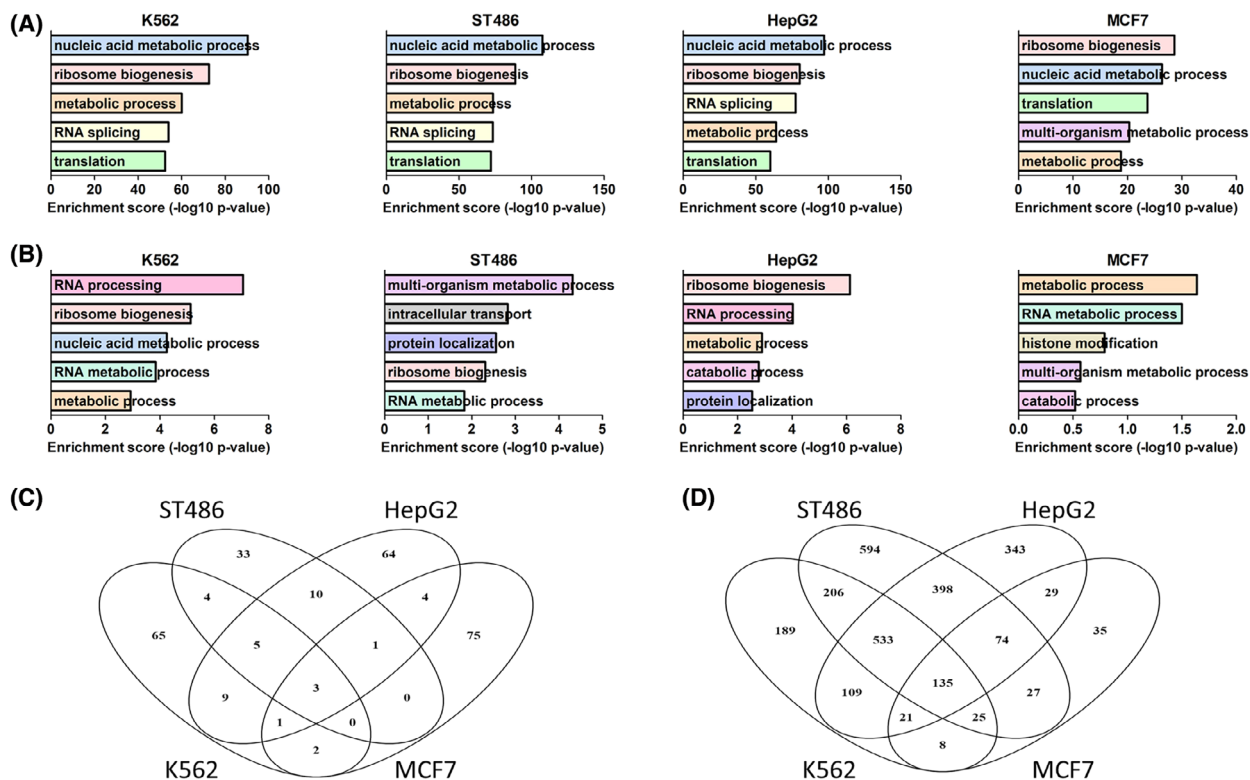 (A)
K562
nucleic acid metabolic process
ribosome biogenesis
metabolic process
RNA splicing
translation
0 20 40 60 80 100
Enrichment score (-log10 p-value)
ST486
nucleic acid metabolic process
ribosome biogenesis
metabolic process
RNA splicing
translation
0 50 100 150
Enrichment score (-log10 p-value)
HepG2
nucleic acid metabolic process
ribosome biogenesis
RNA splicing
metabolic process
translation
0 50 100 150
Enrichment score (-log10 p-value)
MCF7
ribosome biogenesis
nucleic acid metabolic process
translation
multi-organism metabolic process
metabolic process
0 10 20 30 40
Enrichment score (-log10 p-value)
(B)
K562
RNA processing
ribosome biogenesis
nucleic acid metabolic process
RNA metabolic process
metabolic process
0 2 4 6 8
Enrichment score (-log10 p-value)
ST486
multi-organism metabolic process
intracellular transport
protein localization
ribosome biogenesis
RNA metabolic process
0 1 2 3 4 5
Enrichment score (-log10 p-value)
HepG2
ribosome biogenesis
RNA processing
metabolic process
catabolic process
protein localization
0 2 4 6 8
Enrichment score (-log10 p-value)
MCF7
metabolic process
RNA metabolic process
histone modification
multi-organism metabolic process
catabolic process
0.0 0.5 1.0 1.5 2.0
Enrichment score (-log10 p-value)
(C)
ST486 HepG2
33 64
4 10 4
65 5 1 75
9 3 0
1 0
2
K562 MCF7
(D)
ST486 HepG2
594 343
206 398 29
189 533 74 35
109 135 27
21 25
8
K562 MCF7